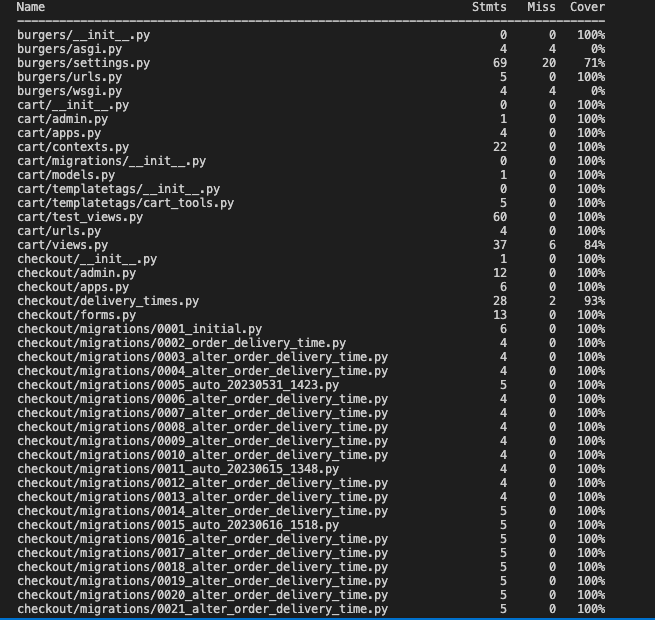 Name Stmts Miss Cover
burgers/__init__.py 0 0 100%
burgers/asgi.py 4 4 0%
burgers/settings.py 69 20 71%
burgers/urls.py 5 0 100%
burgers/wsgi.py 4 4 0%
cart/__init__.py 0 0 100%
cart/admin.py 1 0 100%
cart/apps.py 4 0 100%
cart/contexts.py 22 0 100%
cart/migrations/__init__.py 0 0 100%
cart/models.py 1 0 100%
cart/templatetags/__init__.py 0 0 100%
cart/templatetags/cart_tools.py 5 0 100%
cart/test_views.py 60 0 100%
cart/urls.py 4 0 100%
cart/views.py 37 6 84%
checkout/__init__.py 1 0 100%
checkout/admin.py 12 0 100%
checkout/apps.py 6 0 100%
checkout/delivery_times.py 28 2 93%
checkout/forms.py 13 0 100%
checkout/migrations/0001_initial.py 6 0 100%
checkout/migrations/0002_order_delivery_time.py 4 0 100%
checkout/migrations/0003_alter_order_delivery_time.py 4 0 100%
checkout/migrations/0004_alter_order_delivery_time.py 4 0 100%
checkout/migrations/0005_auto_20230531_1423.py 5 0 100%
checkout/migrations/0006_alter_order_delivery_time.py 4 0 100%
checkout/migrations/0007_alter_order_delivery_time.py 4 0 100%
checkout/migrations/0008_alter_order_delivery_time.py 4 0 100%
checkout/migrations/0009_alter_order_delivery_time.py 4 0 100%
checkout/migrations/0010_alter_order_delivery_time.py 4 0 100%
checkout/migrations/0011_auto_20230615_1348.py 4 0 100%
checkout/migrations/0012_alter_order_delivery_time.py 4 0 100%
checkout/migrations/0013_alter_order_delivery_time.py 4 0 100%
checkout/migrations/0014_alter_order_delivery_time.py 5 0 100%
checkout/migrations/0015_auto_20230616_1518.py 5 0 100%
checkout/migrations/0016_alter_order_delivery_time.py 5 0 100%
checkout/migrations/0017_alter_order_delivery_time.py 5 0 100%
checkout/migrations/0018_alter_order_delivery_time.py 5 0 100%
checkout/migrations/0019_alter_order_delivery_time.py 5 0 100%
checkout/migrations/0020_alter_order_delivery_time.py 5 0 100%
checkout/migrations/0021_alter_order_delivery_time.py 5 0 100%